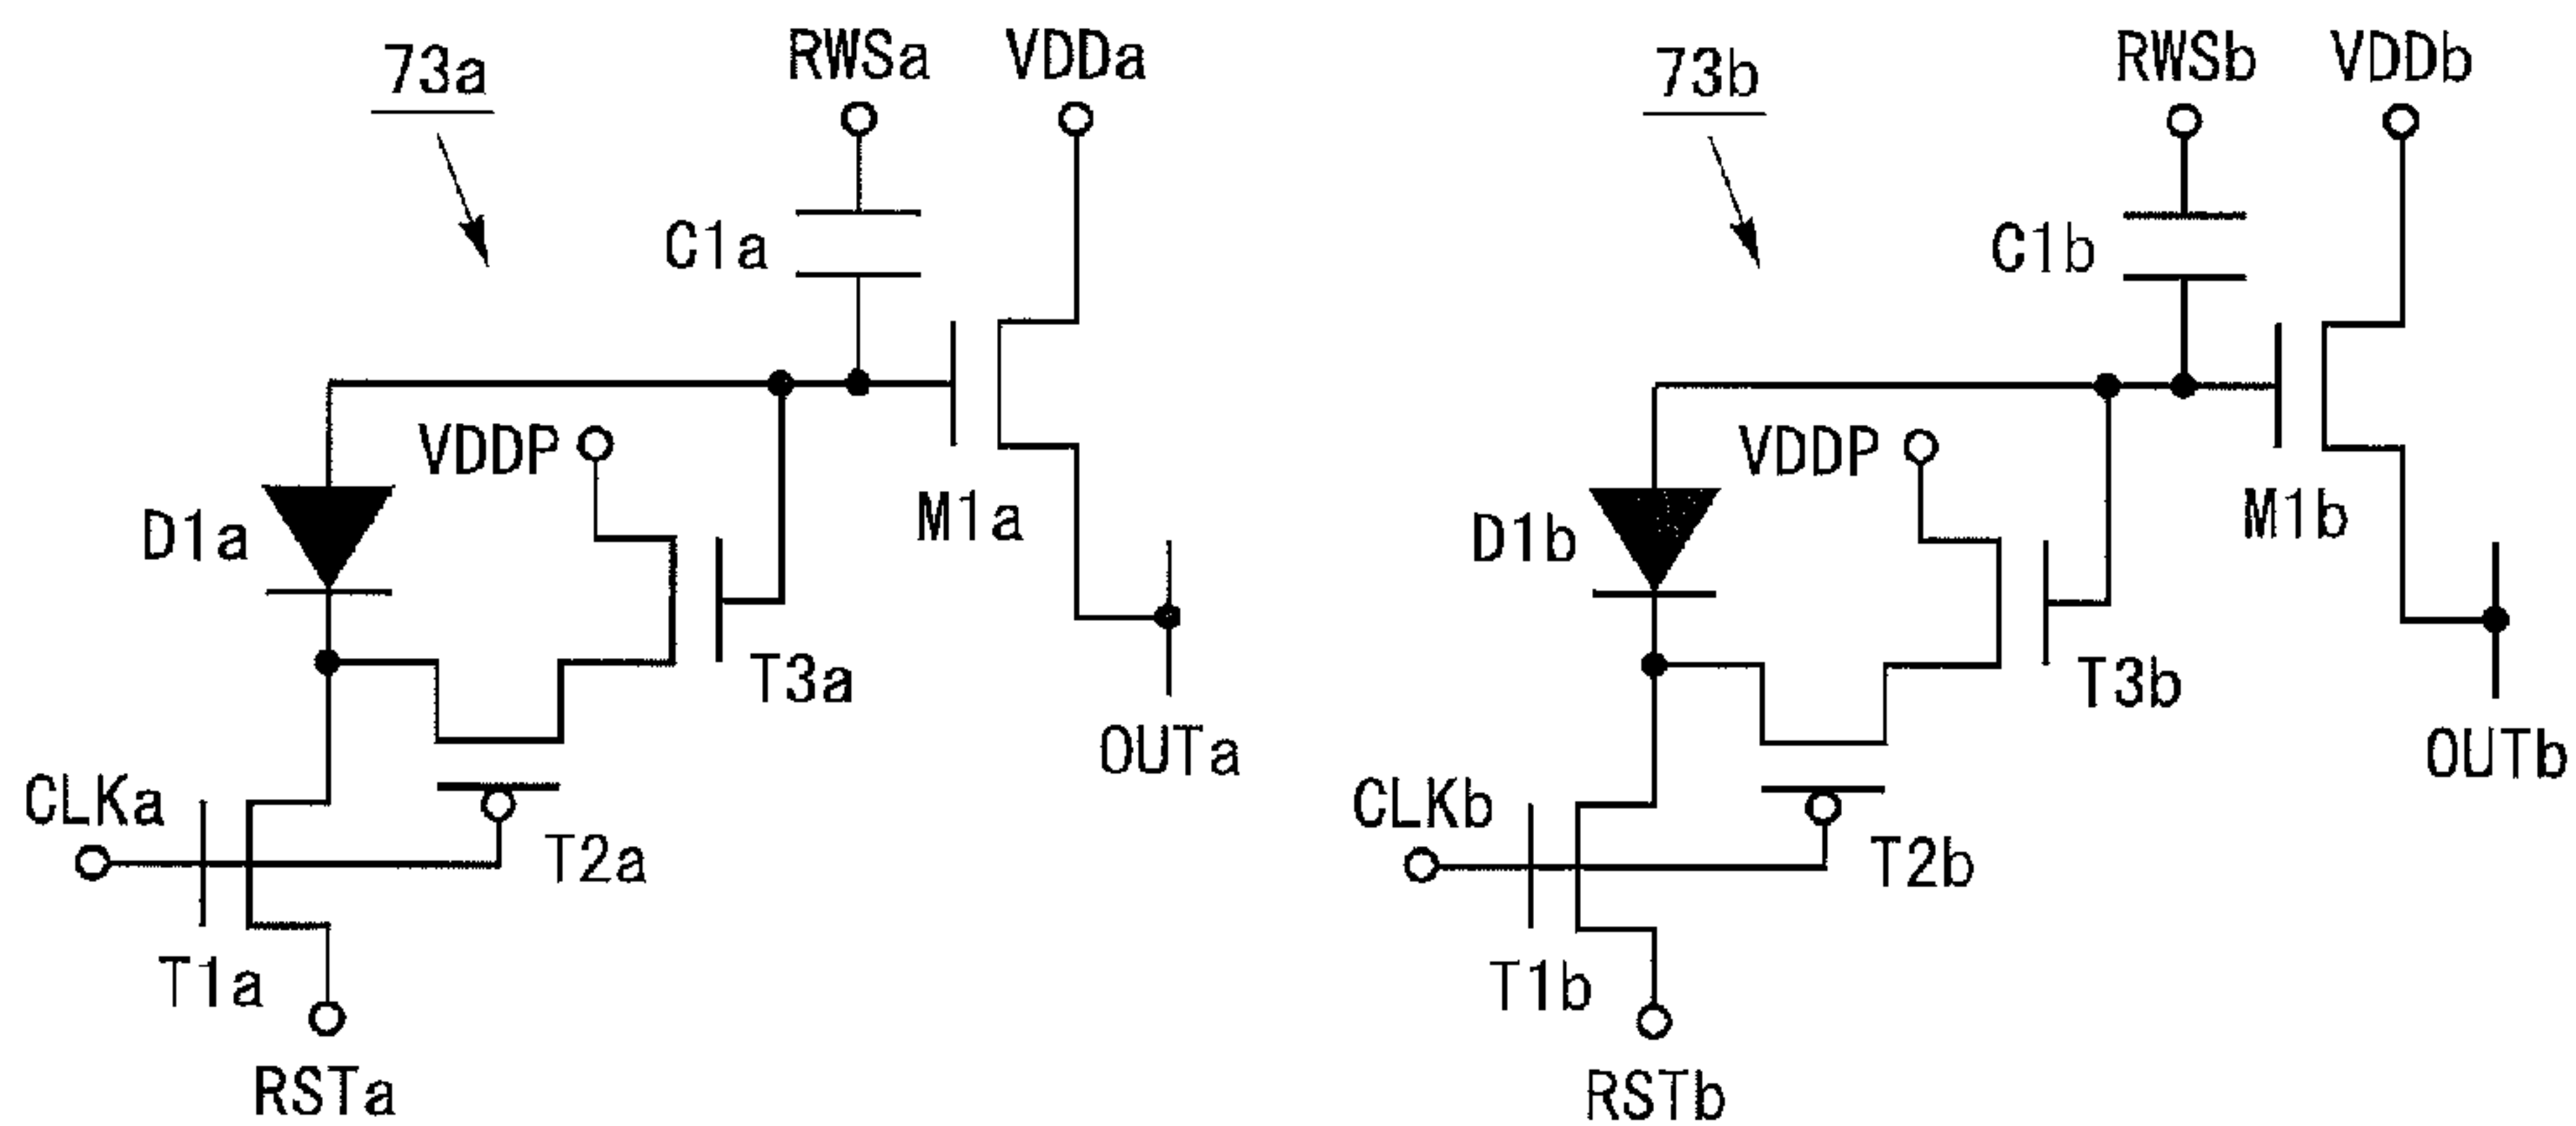 73a
RWSa
VDDa
C1a
VDDP
D1a
M1a
T3a
OUTa
CLKa
T2a
T1a
RSTa
73b
RWSb
VDDb
C1b
VDDP
D1b
M1b
T3b
OUTb
CLKb
T2b
T1b
RSTb